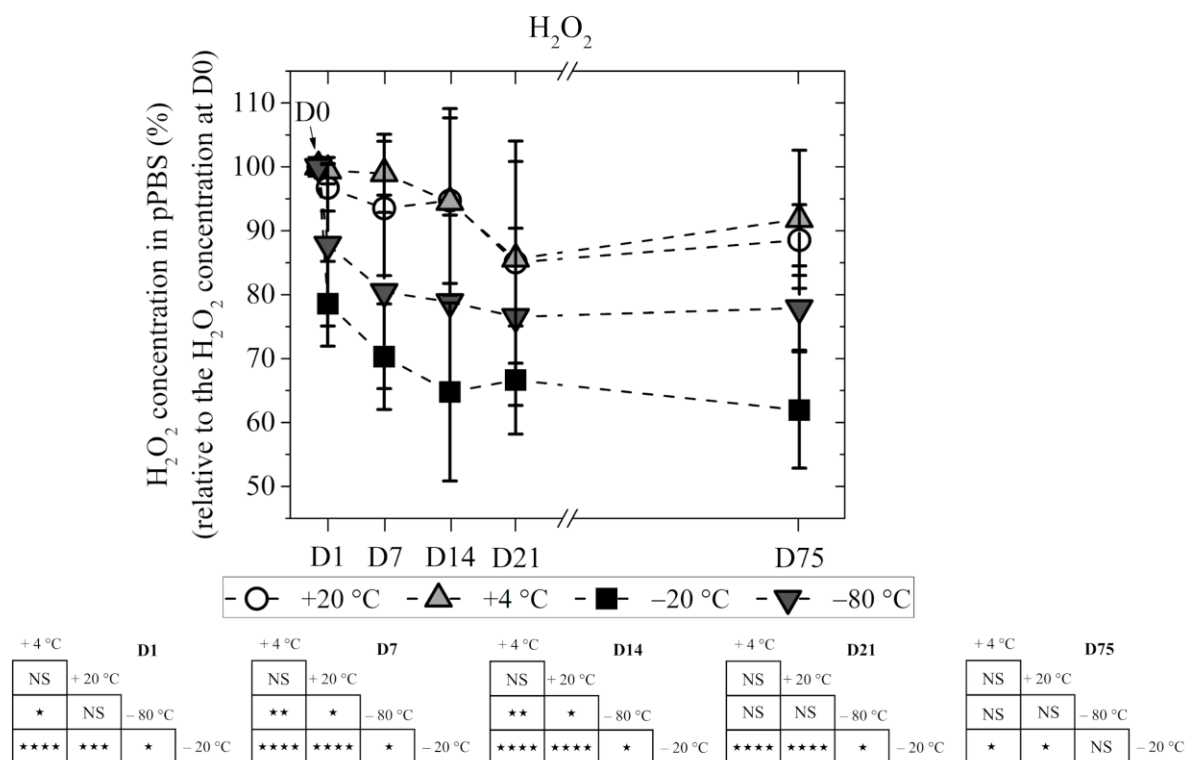 H₂O₂
H₂O₂ concentration in pPBS (%)
(relative to the H₂O₂ concentration at D0)
110
100
90
80
70
60
50
D0
D1 D7 D14 D21 D75
+20 °C +4 °C −20 °C −80 °C
+ 4 °C D1
NS + 20 °C
★ NS − 80 °C
★★★★ ★★★ ★ − 20 °C
+ 4 °C D7
NS + 20 °C
★★ ★ − 80 °C
★★★★ ★★★★ ★ − 20 °C
+ 4 °C D14
NS + 20 °C
★★ ★ − 80 °C
★★★★ ★★★★ ★ − 20 °C
+ 4 °C D21
NS + 20 °C
NS NS − 80 °C
★★★★ ★★★★ ★ − 20 °C
+ 4 °C D75
NS + 20 °C
NS NS − 80 °C
★ ★ NS − 20 °C